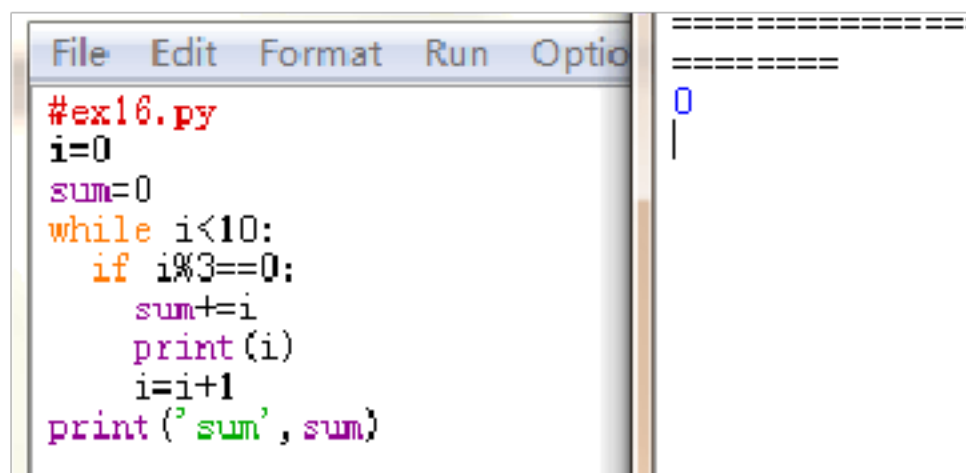 File Edit Format Run Optio
#ex16.py
i=0
sum=0
while i<10:
  if i%3==0:
    sum+=i
    print(i)
    i=i+1
print('sum',sum)
==============
========
0